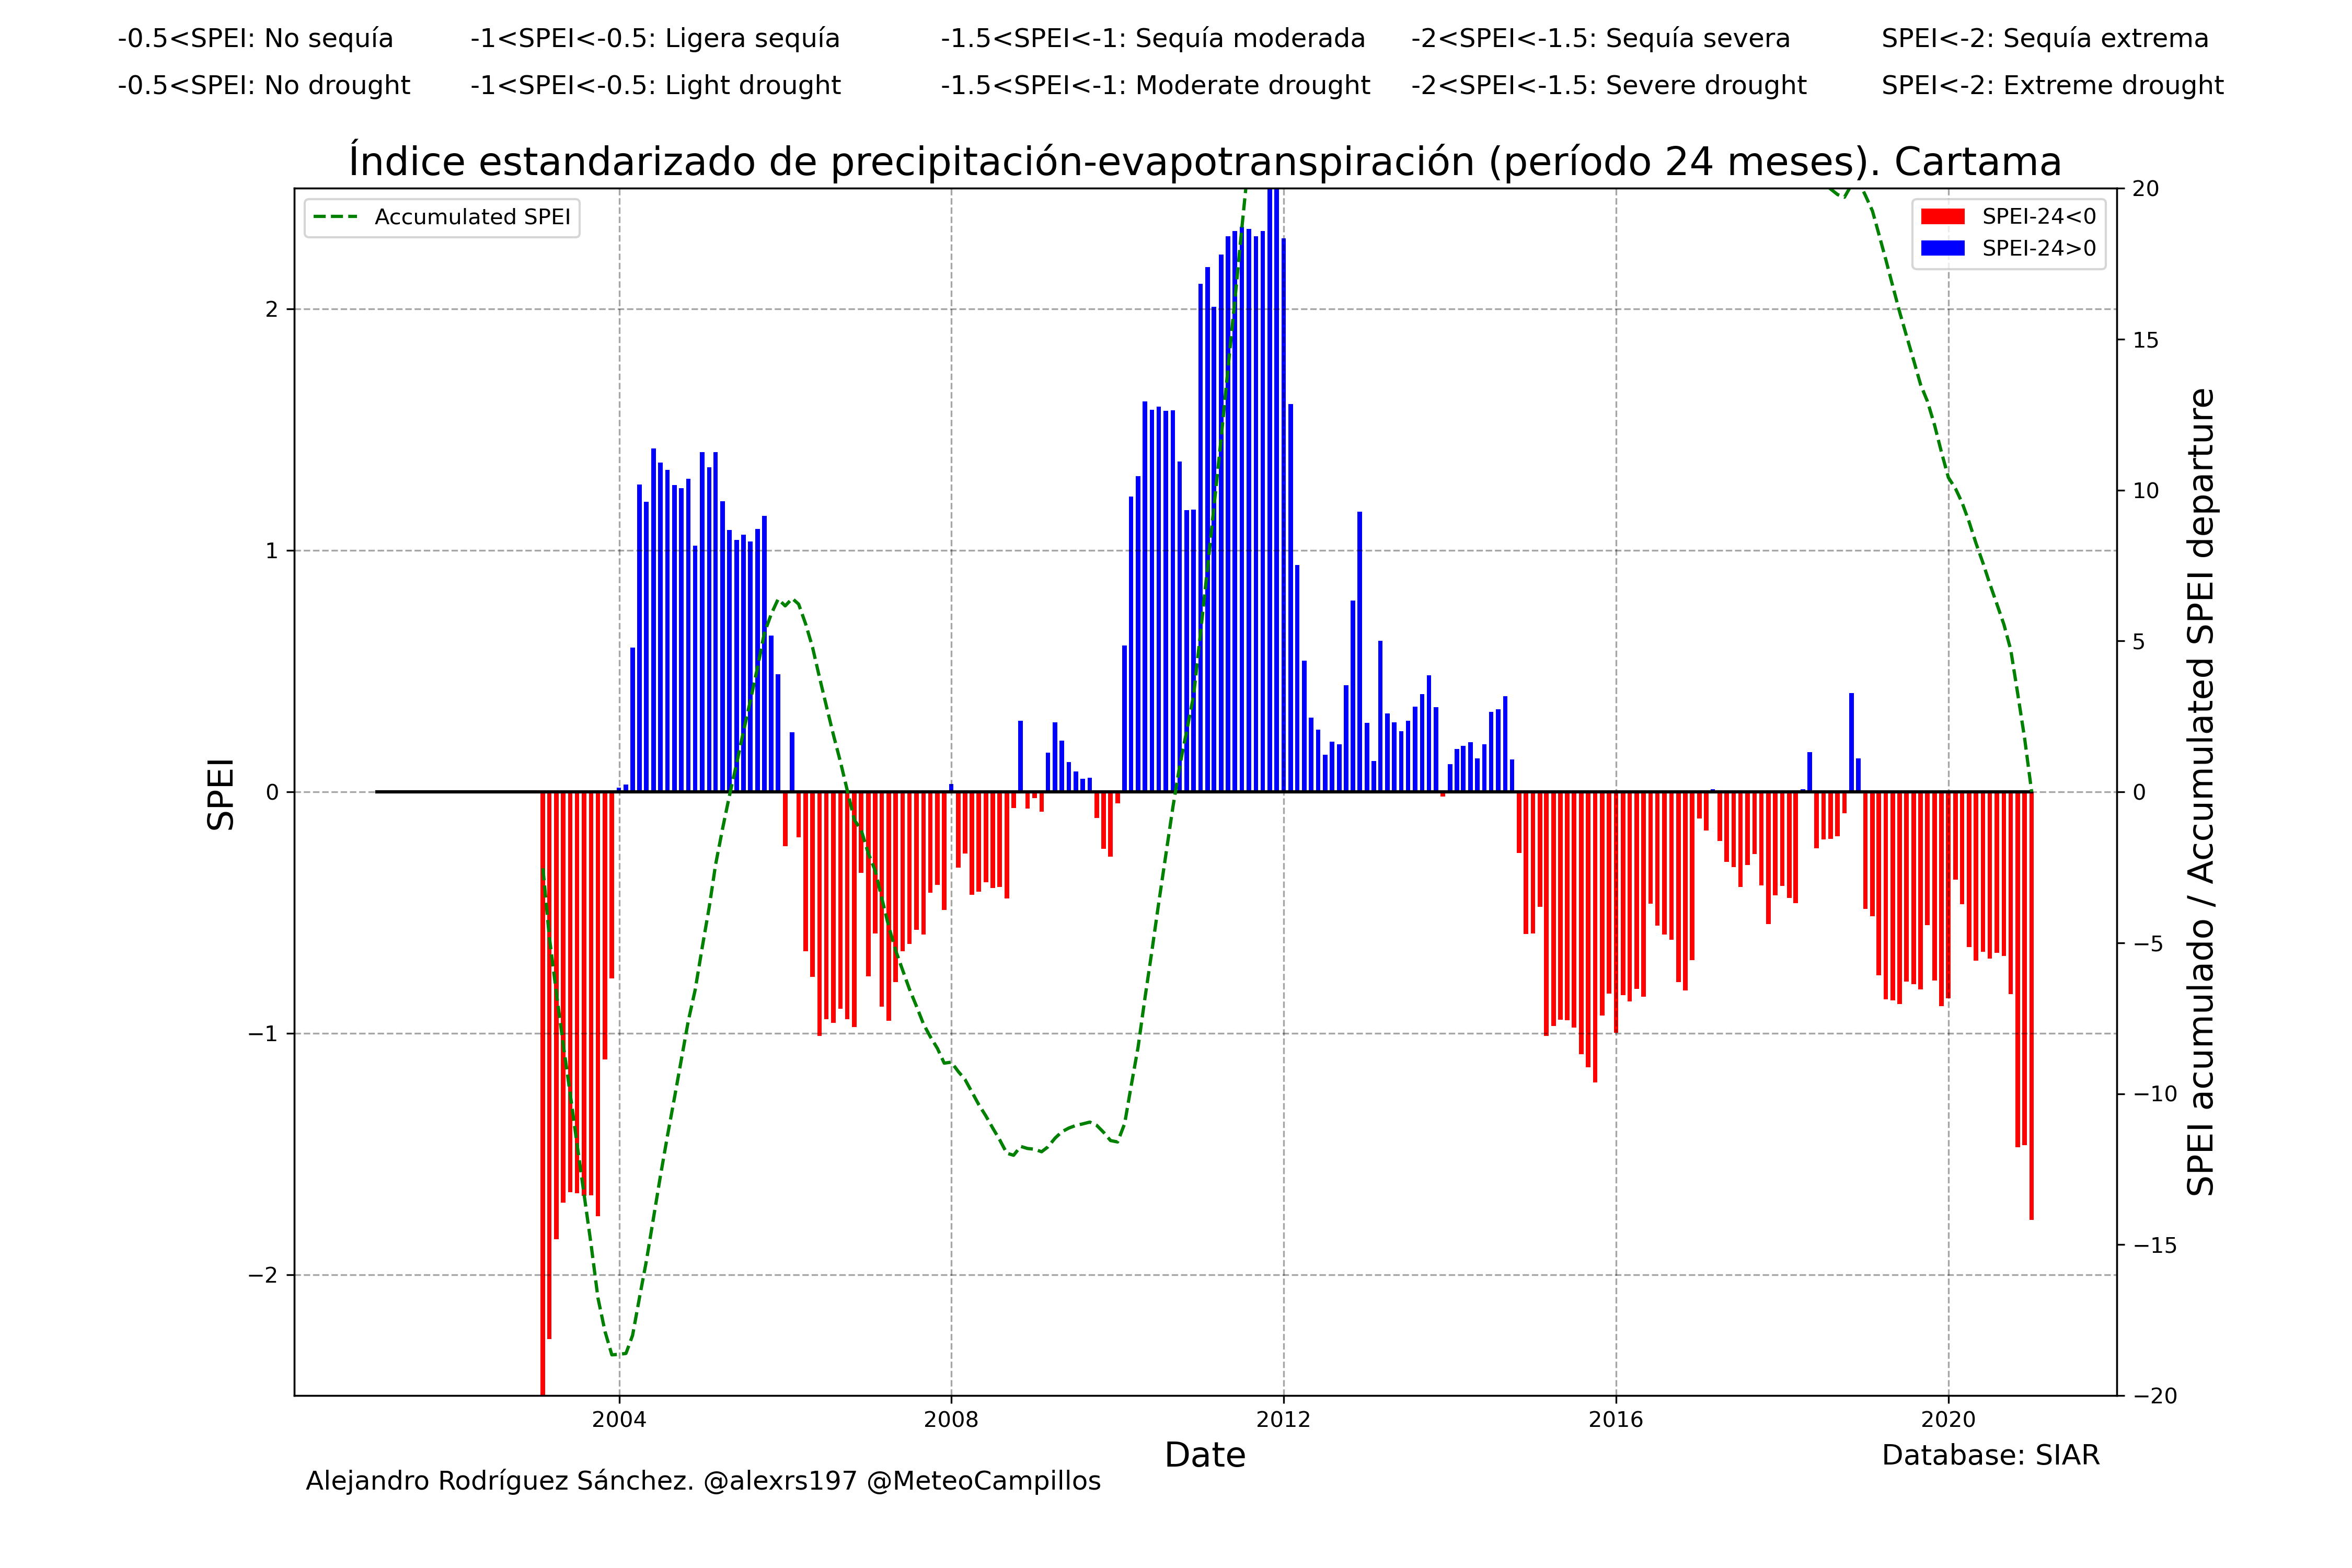 -0.5<SPEI: No sequía -1<SPEI<-0.5: Ligera sequía -1.5<SPEI<-1: Sequía moderada -2<SPEI<-1.5: Sequía severa SPEI<-2: Sequía extrema
-0.5<SPEI: No drought -1<SPEI<-0.5: Light drought -1.5<SPEI<-1: Moderate drought -2<SPEI<-1.5: Severe drought SPEI<-2: Extreme drought
Índice estandarizado de precipitación-evapotranspiración (período 24 meses). Cartama
Accumulated SPEI
SPEI-24<0
SPEI-24>0
SPEI
2
1
0
−1
−2
20
15
10
5
0
−5
−10
−15
−20
SPEI acumulado / Accumulated SPEI departure
2004 2008 2012 2016 2020
Date
Database: SIAR
Alejandro Rodríguez Sánchez. @alexrs197 @MeteoCampillos